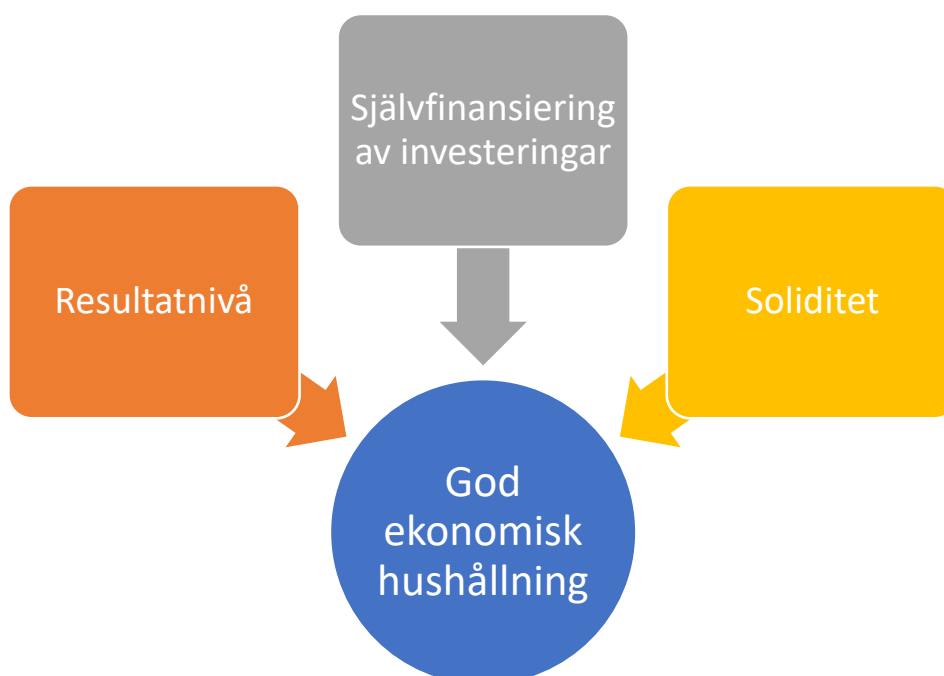 Självfinansiering
av investeringar
Resultatnivå
Soliditet
God
ekonomisk
hushållning